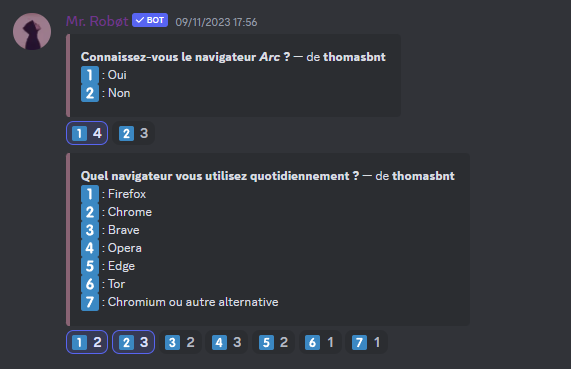 Mr. Robøt ✓ BOT 09/11/2023 17:56
Connaissez-vous le navigateur Arc ? — de thomasbnt
1 : Oui
2 : Non
1 4 2 3
Quel navigateur vous utilisez quotidiennement ? — de thomasbnt
1 : Firefox
2 : Chrome
3 : Brave
4 : Opera
5 : Edge
6 : Tor
7 : Chromium ou autre alternative
1 2 2 3 3 2 4 3 5 2 6 1 7 1